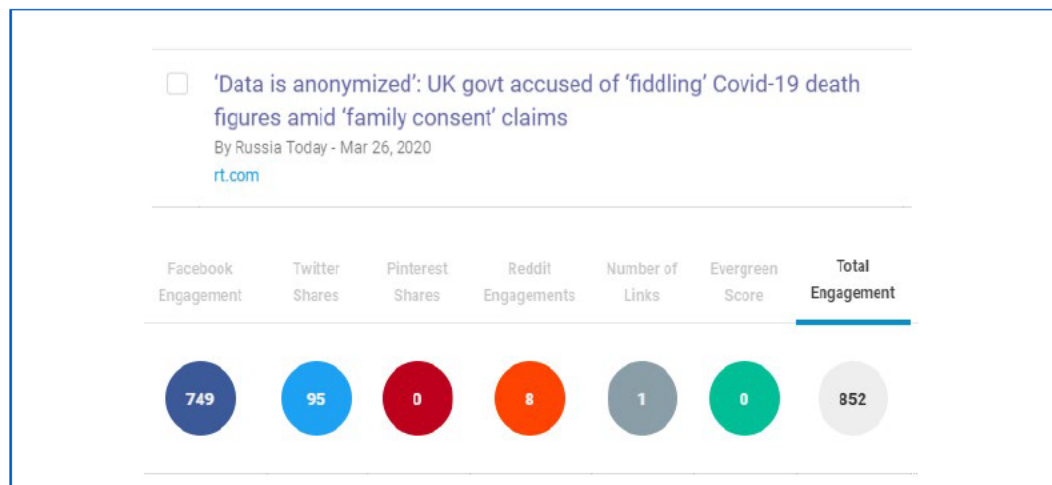 ‘Data is anonymized’: UK govt accused of ‘fiddling’ Covid-19 death
figures amid ‘family consent’ claims
By Russia Today - Mar 26, 2020
rt.com
Facebook Engagement
Twitter Shares
Pinterest Shares
Reddit Engagements
Number of Links
Evergreen Score
Total Engagement
749 95 0 8 1 0 852